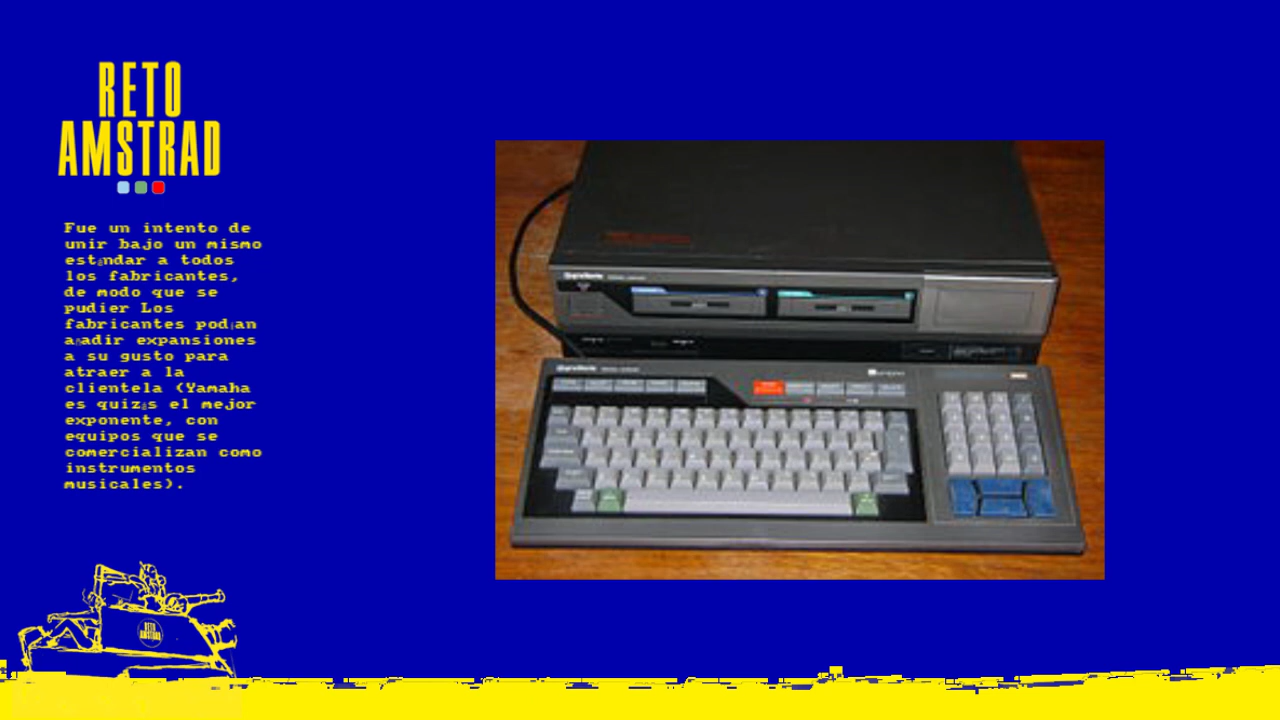 RETO
AMSTRAD
Fue un intento de
unir bajo un mismo
estándar a todos
los fabricantes,
de modo que se
pudier Los
fabricantes podían
añadir expansiones
a su gusto para
atraer a la
clientela (Yamaha
es quizás el mejor
exponente, con
equipos que se
comercializan como
instrumentos
musicales).
RETO
AMSTRAD